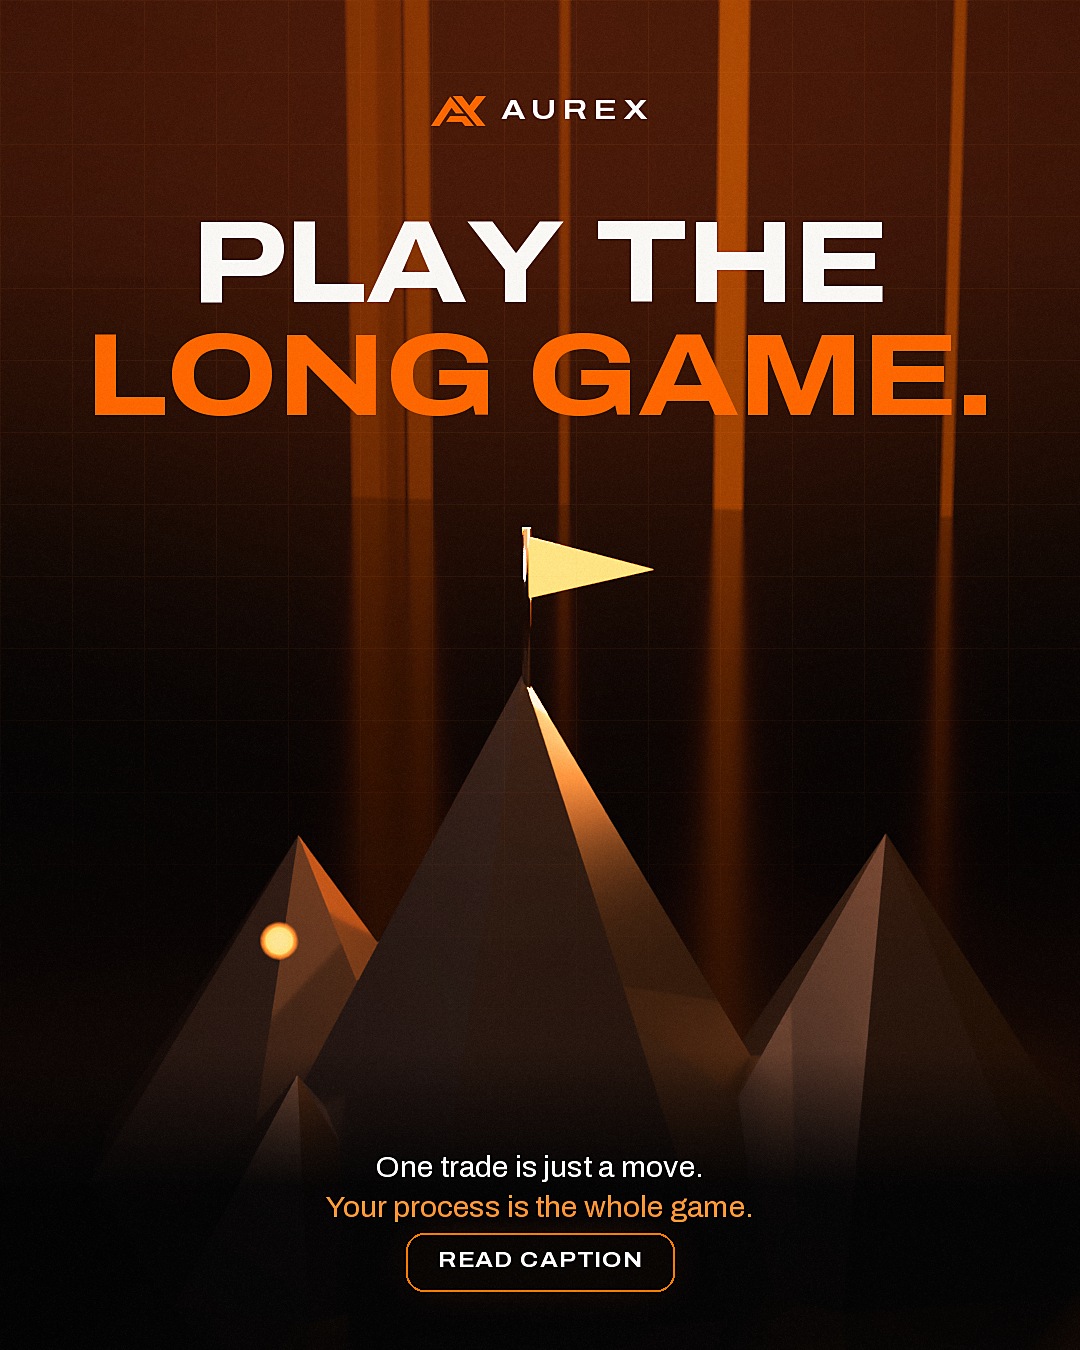 AUREX
PLAY THE
LONG GAME.
One trade is just a move.
Your process is the whole game.
READ CAPTION